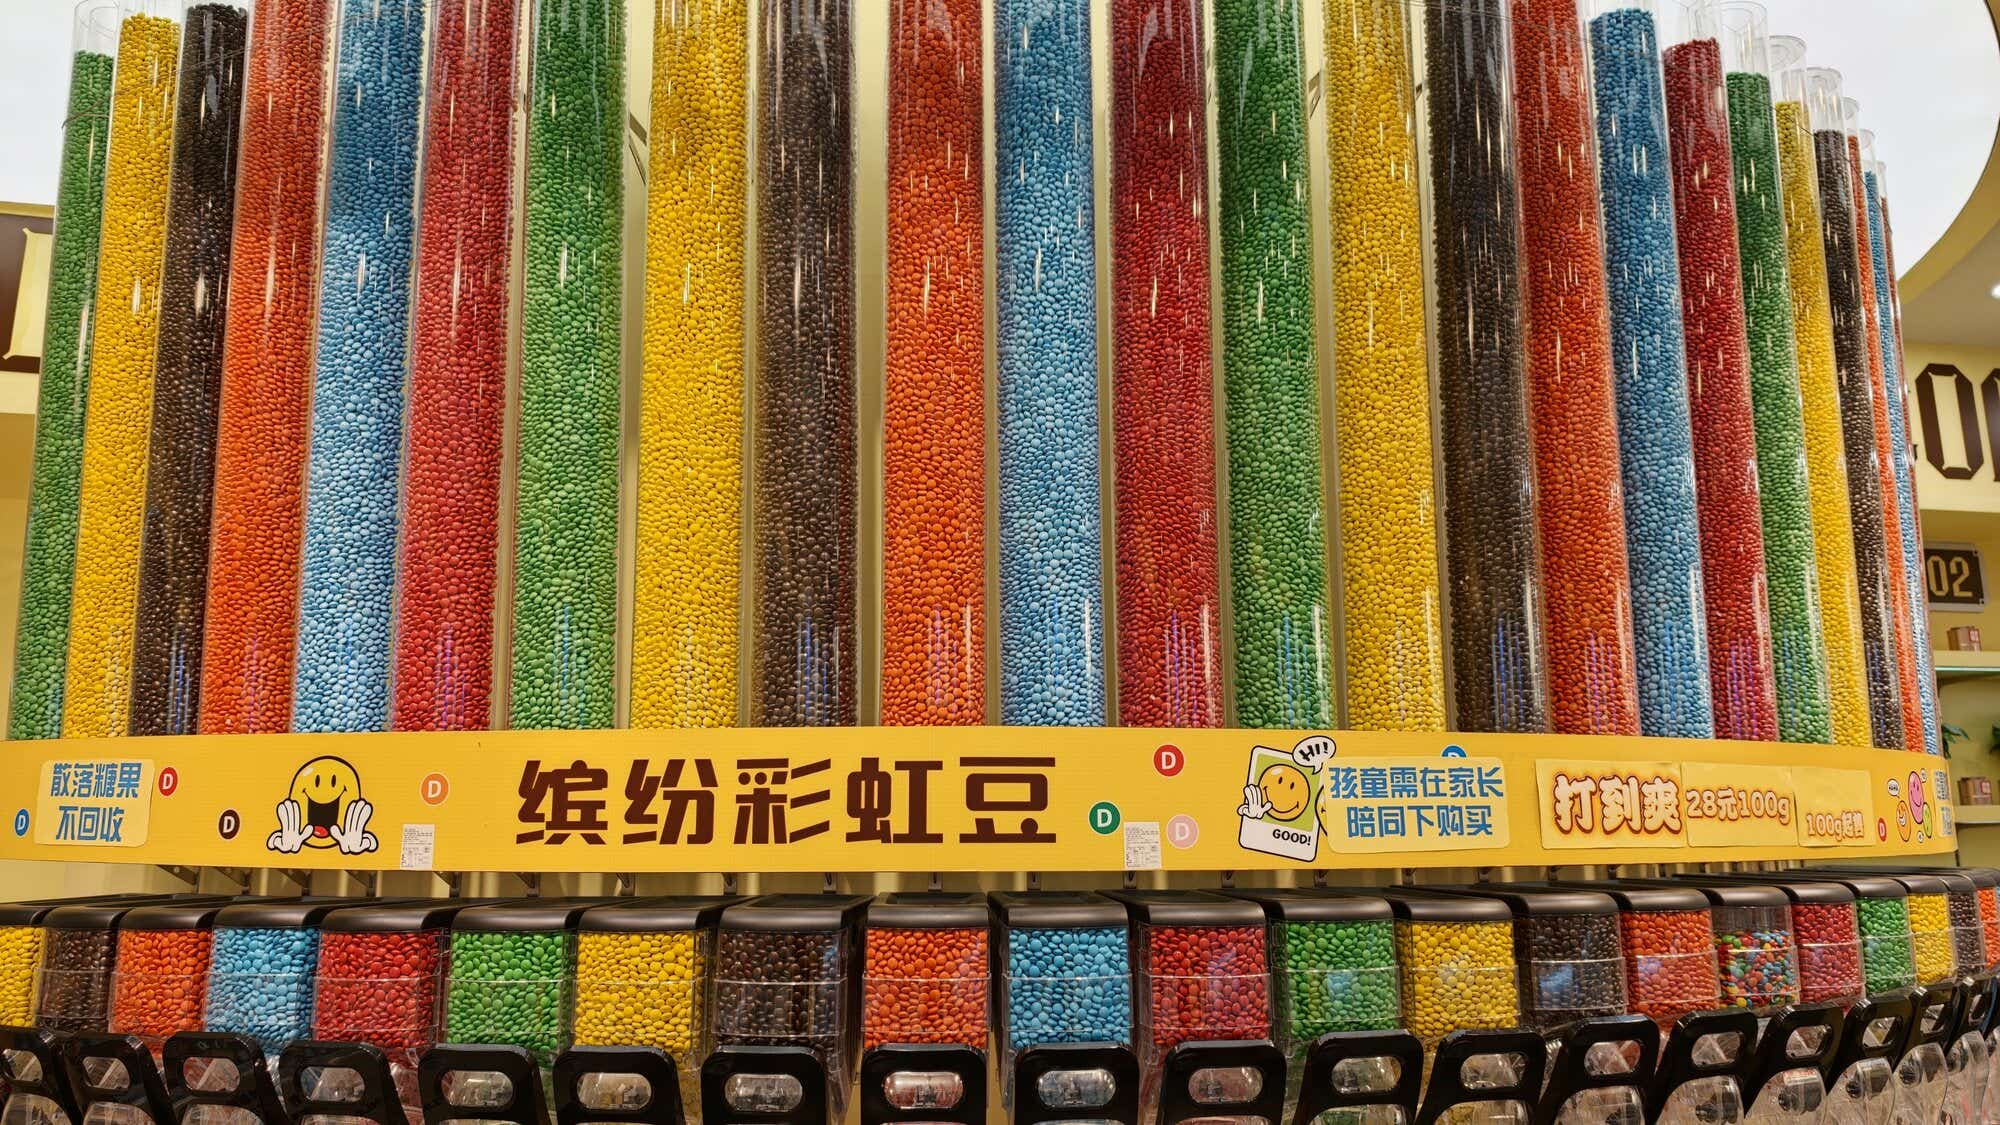 散落糖果
不回收
D
D
D
D
缤纷彩虹豆
D
D
D
HI!
GOOD!
孩童需在家长
陪同下购买
D
打到爽
28元100g
100g起售
D
02